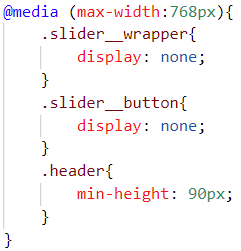 @media (max-width:768px){
    .slider__wrapper{
        display: none;
    }
    .slider__button{
        display: none;
    }
    .header{
        min-height: 90px;
    }
}